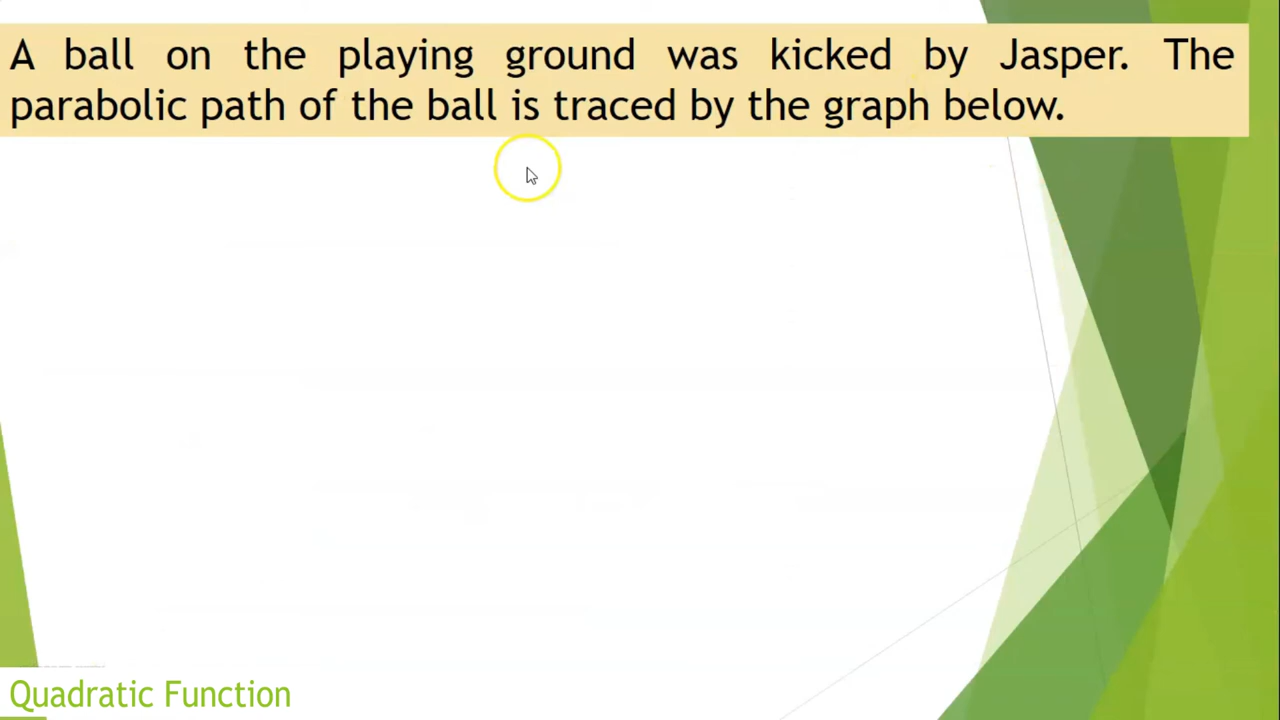 A ball on the playing ground was kicked by Jasper. The
parabolic path of the ball is traced by the graph below.
Quadratic Function